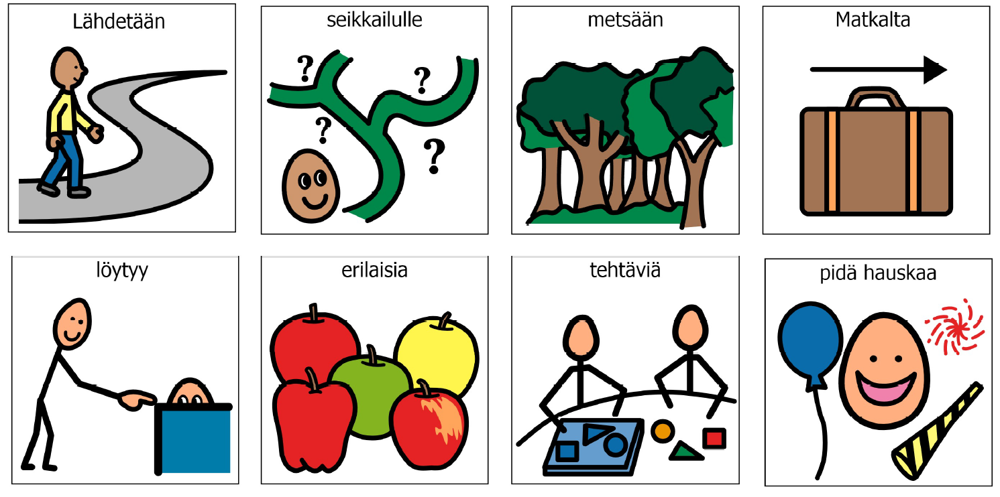 Lähdetään
seikkailulle
metsään
Matkalta
löytyy
erilaisia
tehtäviä
pidä hauskaa
? ? ? ?